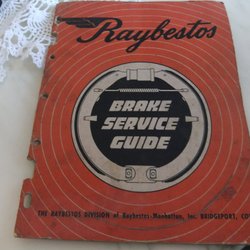 Raybestos
BRAKE
SERVICE
GUIDE
THE RAYBESTOS DIVISION of Raybestos-Manhattan, Inc. BRIDGEPORT, CO